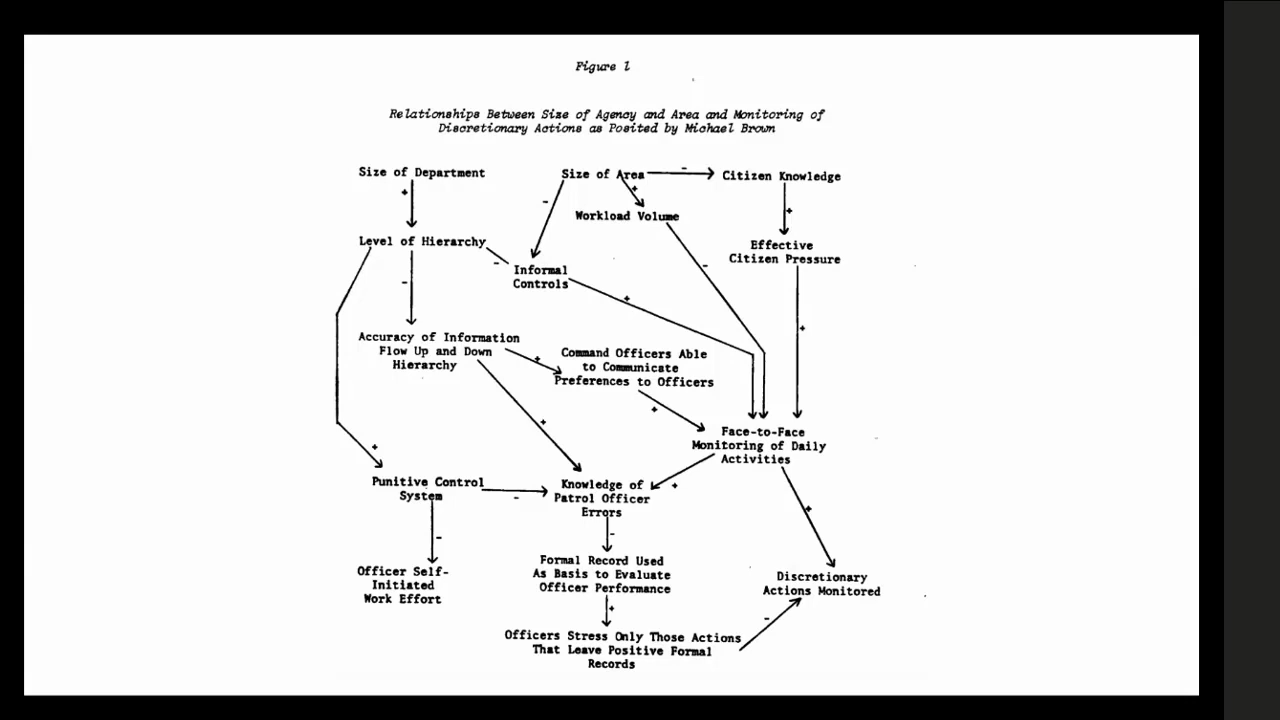 Figure 1
Relationships Between Size of Agency and Area and Monitoring of
Discretionary Actions as Posited by Michael Brown
Size of Department
Size of Area
-
Citizen Knowledge
+
+
-
Workload Volume
+
Level of Hierarchy
-
Effective
Citizen Pressure
Informal
Controls
-
-
+
+
Accuracy of Information
Flow Up and Down
Hierarchy
+
Command Officers Able
to Communicate
Preferences to Officers
+
+
Face-to-Face
Monitoring of Daily
Activities
+
Punitive Control
System
-
Knowledge of
Patrol Officer
Errors
+
+
-
-
Officer Self-
Initiated
Work Effort
Formal Record Used
As Basis to Evaluate
Officer Performance
Discretionary
Actions Monitored
+
-
Officers Stress Only Those Actions
That Leave Positive Formal
Records